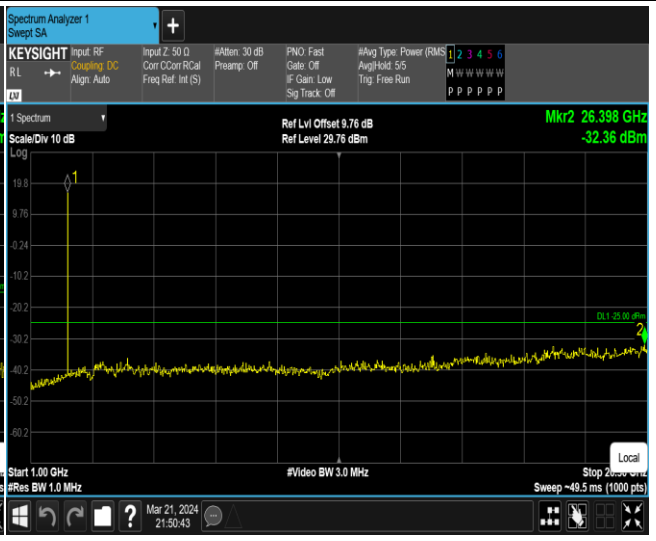 Spectrum Analyzer 1
Swept SA
+
KEYSIGHT
RL
LXI
Input: RF
Coupling: DC
Align: Auto
Input Z: 50 Ω
Corr CCorr RCal
Freq Ref: Int (S)
#Atten: 30 dB
Preamp: Off
PNO: Fast
Gate: Off
IF Gain: Low
Sig Track: Off
#Avg Type: Power (RMS
Avg|Hold: 5/5
Trig: Free Run
1 2 3 4 5 6
M W W W W W
P P P P P P
1 Spectrum
Scale/Div 10 dB
Log
Ref Lvl Offset 9.76 dB
Ref Level 29.76 dBm
Mkr2 26.398 GHz
-32.36 dBm
1
19.8
9.76
-0.24
-10.2
-20.2
DL1 -25.00 dBm
2
-30.2
-40.2
-50.2
-60.2
Local
Start 1.00 GHz
#Video BW 3.0 MHz
Stop
#Res BW 1.0 MHz
Sweep ~49.5 ms (1000 pts)
?
Mar 21, 2024
21:50:43